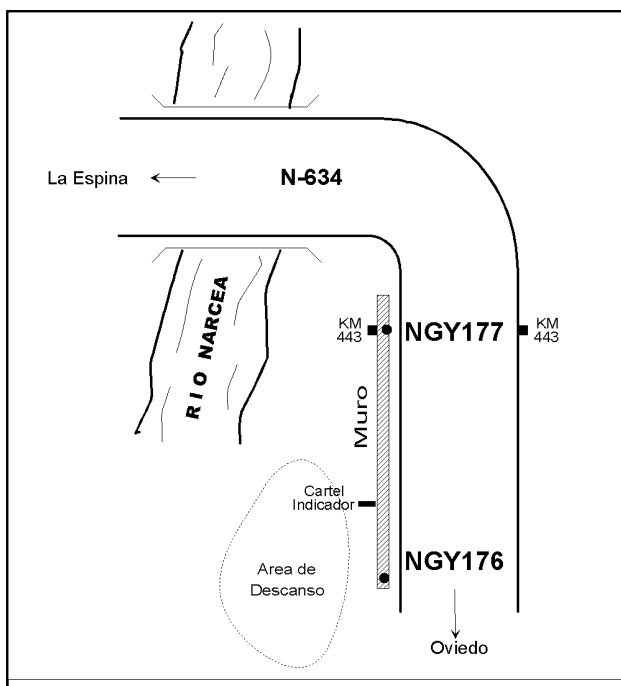 La Espina
N-634
RIO NARCEA
KM
443
NGY177
KM
443
Muro
Cartel
Indicador
NGY176
Area de
Descanso
Oviedo